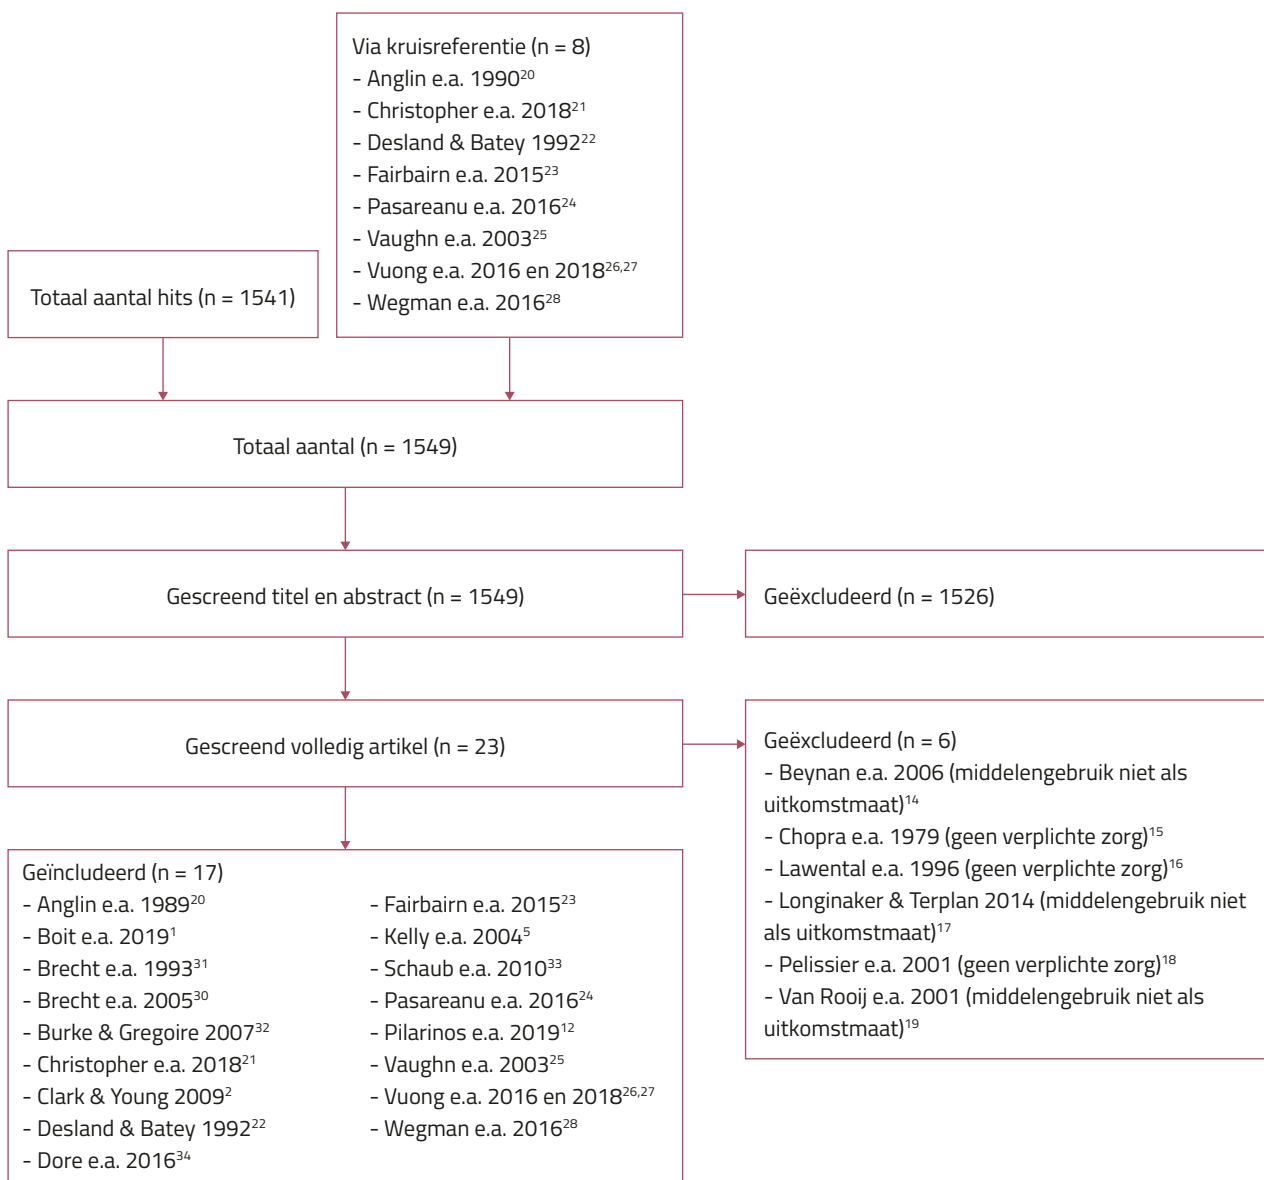 Via kruisreferentie (n = 8)
- Anglin e.a. 1990²⁰
- Christopher e.a. 2018²¹
- Desland & Batey 1992²²
- Fairbairn e.a. 2015²³
- Pasareanu e.a. 2016²⁴
- Vaughn e.a. 2003²⁵
- Vuong e.a. 2016 en 2018²⁶,²⁷
- Wegman e.a. 2016²⁸
Totaal aantal hits (n = 1541)
Totaal aantal (n = 1549)
Gescreend titel en abstract (n = 1549)
Geëxcludeerd (n = 1526)
Gescreend volledig artikel (n = 23)
Geëxcludeerd (n = 6)
- Beynan e.a. 2006 (middelengebruik niet als
uitkomstmaat)¹⁴
- Chopra e.a. 1979 (geen verplichte zorg)¹⁵
- Lawental e.a. 1996 (geen verplichte zorg)¹⁶
- Longinaker & Terplan 2014 (middelengebruik niet
als uitkomstmaat)¹⁷
- Pelissier e.a. 2001 (geen verplichte zorg)¹⁸
- Van Rooij e.a. 2001 (middelengebruik niet als
uitkomstmaat)¹⁹
Geïncludeerd (n = 17)
- Anglin e.a. 1989²⁰
- Boit e.a. 2019¹
- Brecht e.a. 1993³¹
- Brecht e.a. 2005³⁰
- Burke & Gregoire 2007³²
- Christopher e.a. 2018²¹
- Clark & Young 2009²
- Desland & Batey 1992²²
- Dore e.a. 2016³⁴
- Fairbairn e.a. 2015²³
- Kelly e.a. 2004⁵
- Schaub e.a. 2010³³
- Pasareanu e.a. 2016²⁴
- Pilarinos e.a. 2019¹²
- Vaughn e.a. 2003²⁵
- Vuong e.a. 2016 en 2018²⁶,²⁷
- Wegman e.a. 2016²⁸